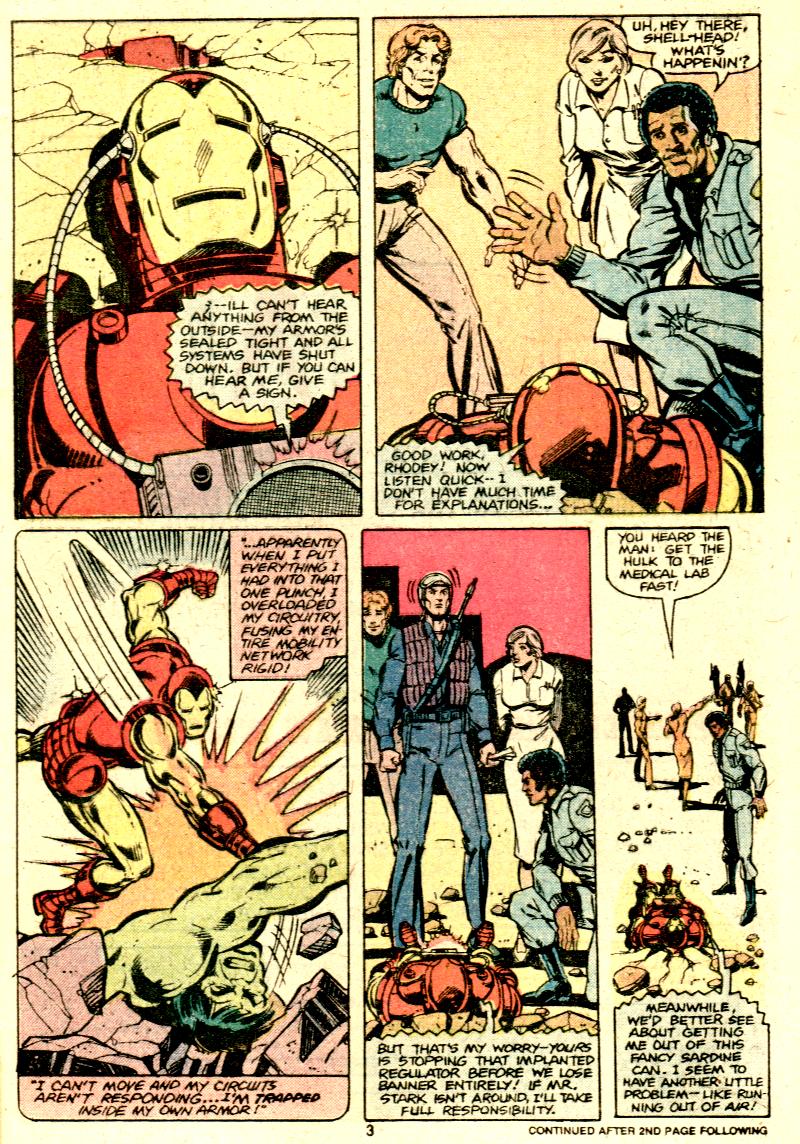 ?--ILL CAN'T HEAR
ANYTHING FROM THE
OUTSIDE--MY ARMOR'S
SEALED TIGHT AND ALL
SYSTEMS HAVE SHUT
DOWN. BUT IF YOU CAN
HEAR ME, GIVE
A SIGN.
UH, HEY THERE,
SHELL-HEAD!
WHAT'S
HAPPENIN'?
GOOD WORK,
RHODEY! NOW
LISTEN QUICK-- I
DON'T HAVE MUCH TIME
FOR EXPLANATIONS...
"...APPARENTLY
WHEN I PUT
EVERYTHING I
HAD INTO THAT
ONE PUNCH, I
OVERLOADED
MY CIRCUITRY,
FUSING MY EN-
TIRE MOBILITY
NETWORK
RIGID!
"I CAN'T MOVE AND MY CIRCUITS
AREN'T RESPONDING... I'M TRAPPED
INSIDE MY OWN ARMOR!"
BUT THAT'S MY WORRY--YOURS
IS STOPPING THAT IMPLANTED
REGULATOR BEFORE WE LOSE
BANNER ENTIRELY! IF MR.
STARK ISN'T AROUND, I'LL TAKE
FULL RESPONSIBILITY.
YOU HEARD THE
MAN! GET THE
HULK TO THE
MEDICAL LAB
FAST!
MEANWHILE,
WE'D BETTER SEE
ABOUT GETTING
ME OUT OF THIS
FANCY SARDINE
CAN. I SEEM TO
HAVE ANOTHER LITTLE
PROBLEM--LIKE RUN-
NING OUT OF AIR!
3
CONTINUED AFTER 2ND PAGE FOLLOWING